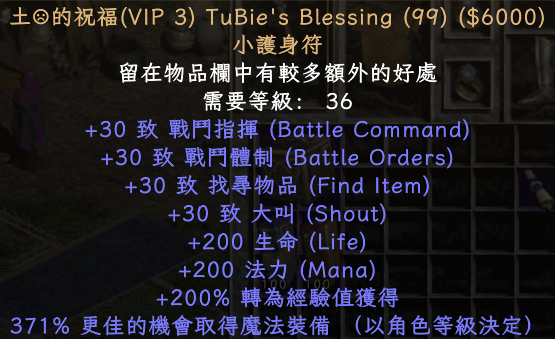 土☹的祝福(VIP 3) TuBie's Blessing (99) ($6000)
小護身符
留在物品欄中有較多額外的好處
需要等級： 36
+30 致 戰鬥指揮 (Battle Command)
+30 致 戰鬥體制 (Battle Orders)
+30 致 找尋物品 (Find Item)
+30 致 大叫 (Shout)
+200 生命 (Life)
+200 法力 (Mana)
+200% 轉為經驗值獲得
371% 更佳的機會取得魔法裝備 （以角色等級決定）